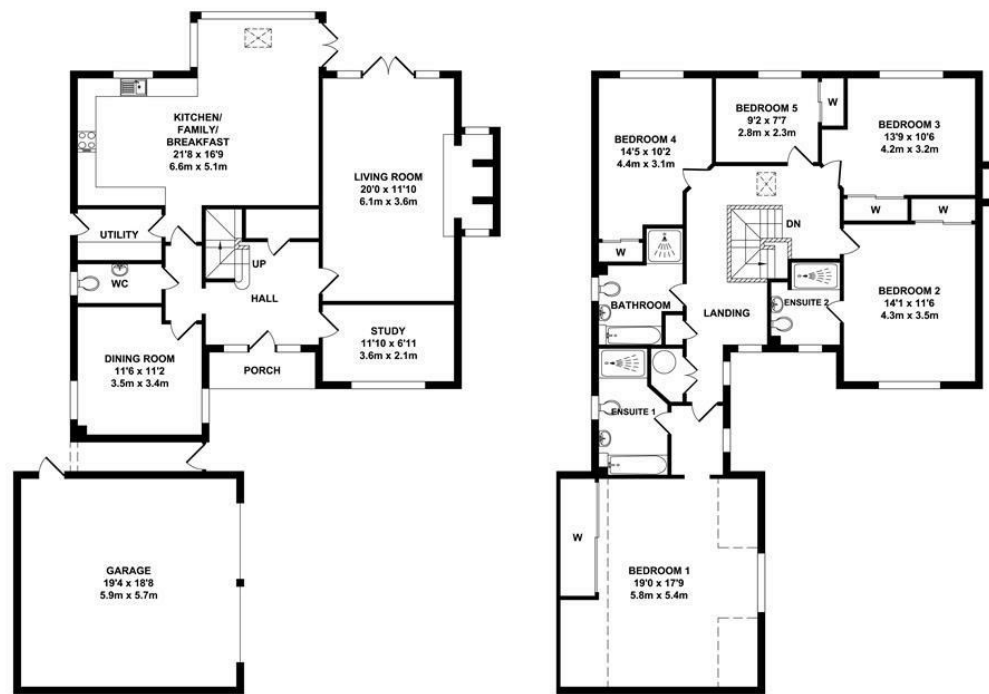 KITCHEN/
FAMILY/
BREAKFAST
21'8 x 16'9
6.6m x 5.1m
LIVING ROOM
20'0 x 11'10
6.1m x 3.6m
UTILITY
WC
UP
HALL
DINING ROOM
11'6 x 11'2
3.5m x 3.4m
PORCH
STUDY
11'10 x 6'11
3.6m x 2.1m
GARAGE
19'4 x 18'8
5.9m x 5.7m
BEDROOM 4
14'5 x 10'2
4.4m x 3.1m
BEDROOM 5
9'2 x 7'7
2.8m x 2.3m
W
BEDROOM 3
13'9 x 10'6
4.2m x 3.2m
W
W
DN
W
BATHROOM
LANDING
ENSUITE 2
BEDROOM 2
14'1 x 11'6
4.3m x 3.5m
ENSUITE 1
W
BEDROOM 1
19'0 x 17'9
5.8m x 5.4m